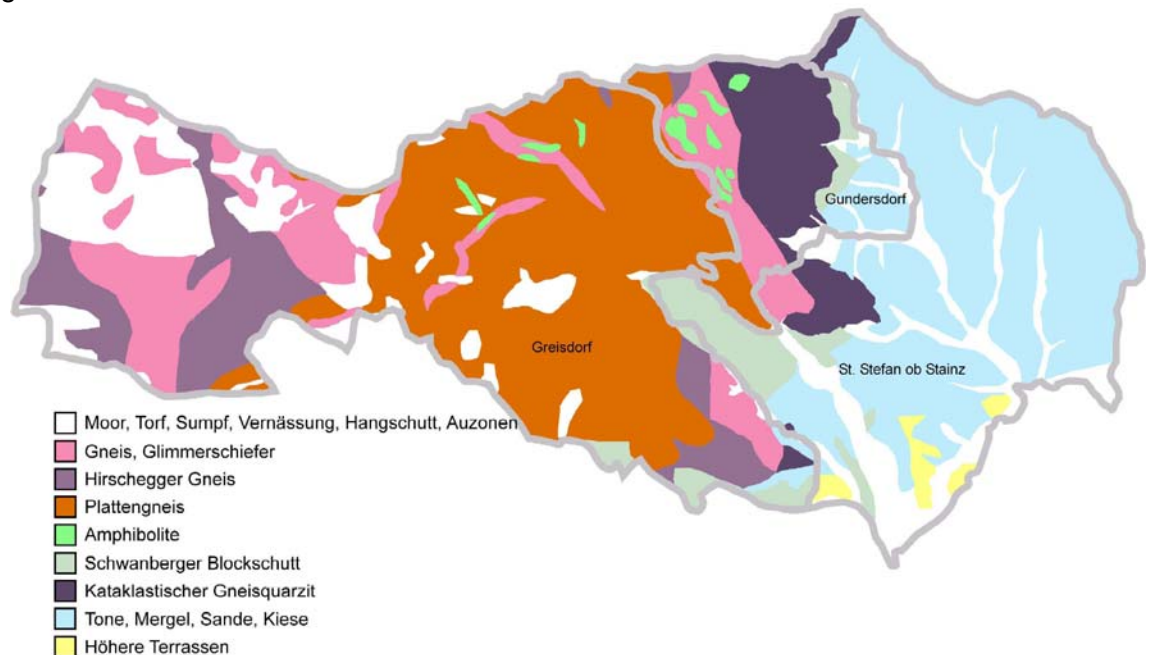 Gundersdorf
Greisdorf
St. Stefan ob Stainz
Moor, Torf, Sumpf, Vernässung, Hangschutt, Auzonen
Gneis, Glimmerschiefer
Hirschegger Gneis
Plattengneis
Amphibolite
Schwanberger Blockschutt
Kataklastischer Gneisquarzit
Tone, Mergel, Sande, Kiese
Höhere Terrassen